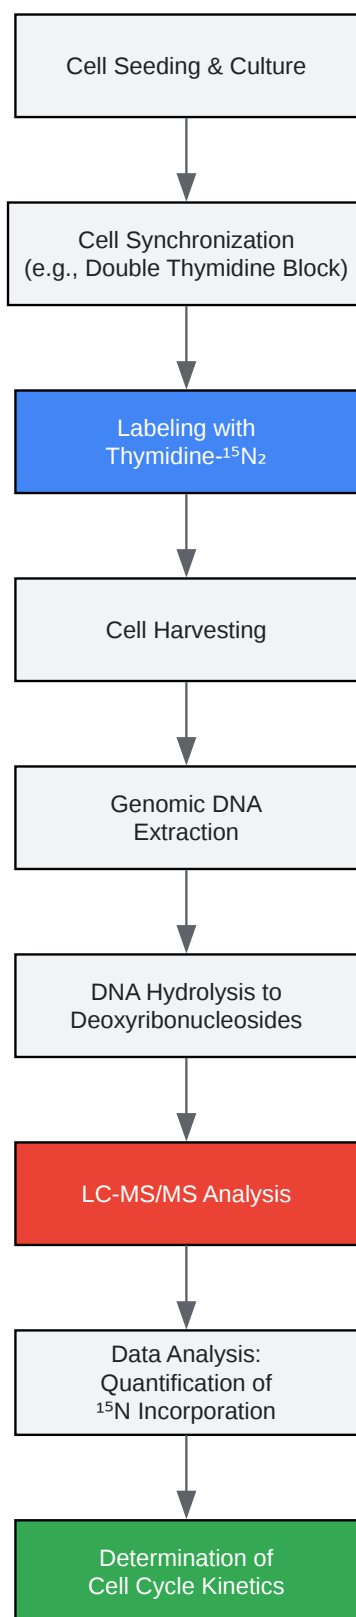 Cell Seeding & Culture
Cell Synchronization
(e.g., Double Thymidine Block)
Labeling with
Thymidine-¹⁵N₂
Cell Harvesting
Genomic DNA
Extraction
DNA Hydrolysis to
Deoxyribonucleosides
LC-MS/MS Analysis
Data Analysis:
Quantification of
¹⁵N Incorporation
Determination of
Cell Cycle Kinetics